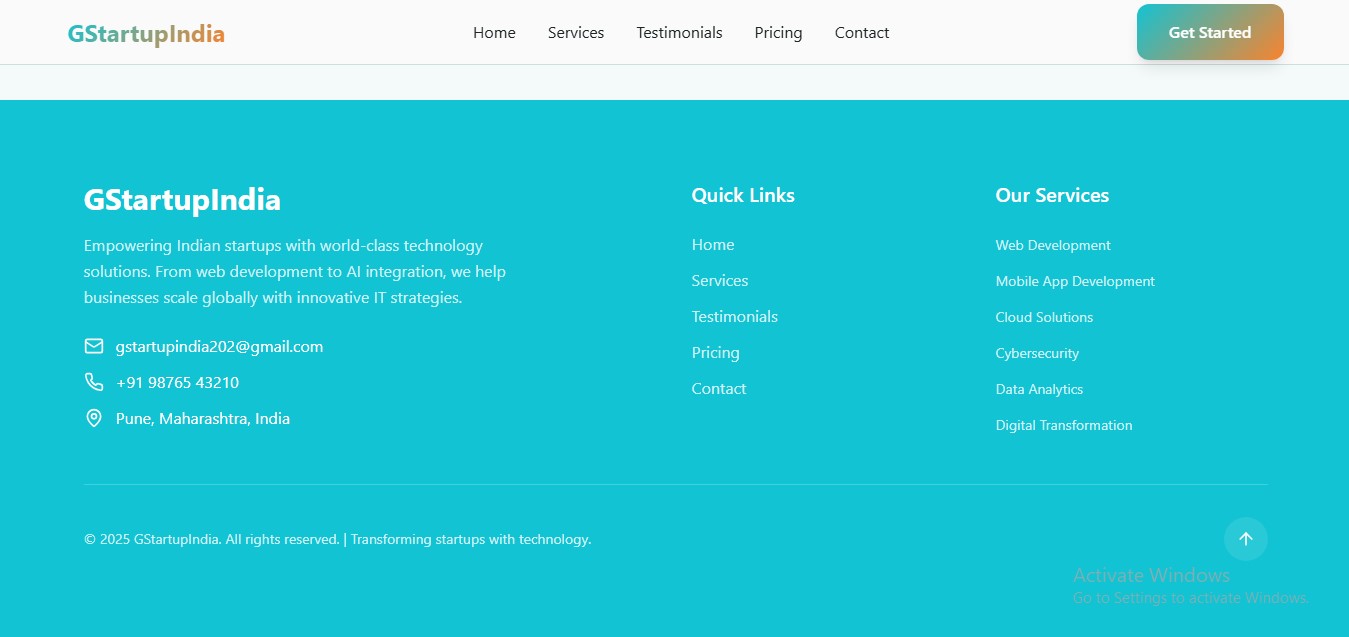 GStartupIndia
Home
Services
Testimonials
Pricing
Contact
Get Started
GStartupIndia
Empowering Indian startups with world-class technology
solutions. From web development to AI integration, we help
businesses scale globally with innovative IT strategies.
gstartupindia202@gmail.com
+91 98765 43210
Pune, Maharashtra, India
Quick Links
Home
Services
Testimonials
Pricing
Contact
Our Services
Web Development
Mobile App Development
Cloud Solutions
Cybersecurity
Data Analytics
Digital Transformation
© 2025 GStartupIndia. All rights reserved. | Transforming startups with technology.
Activate Windows
Go to Settings to activate Windows.